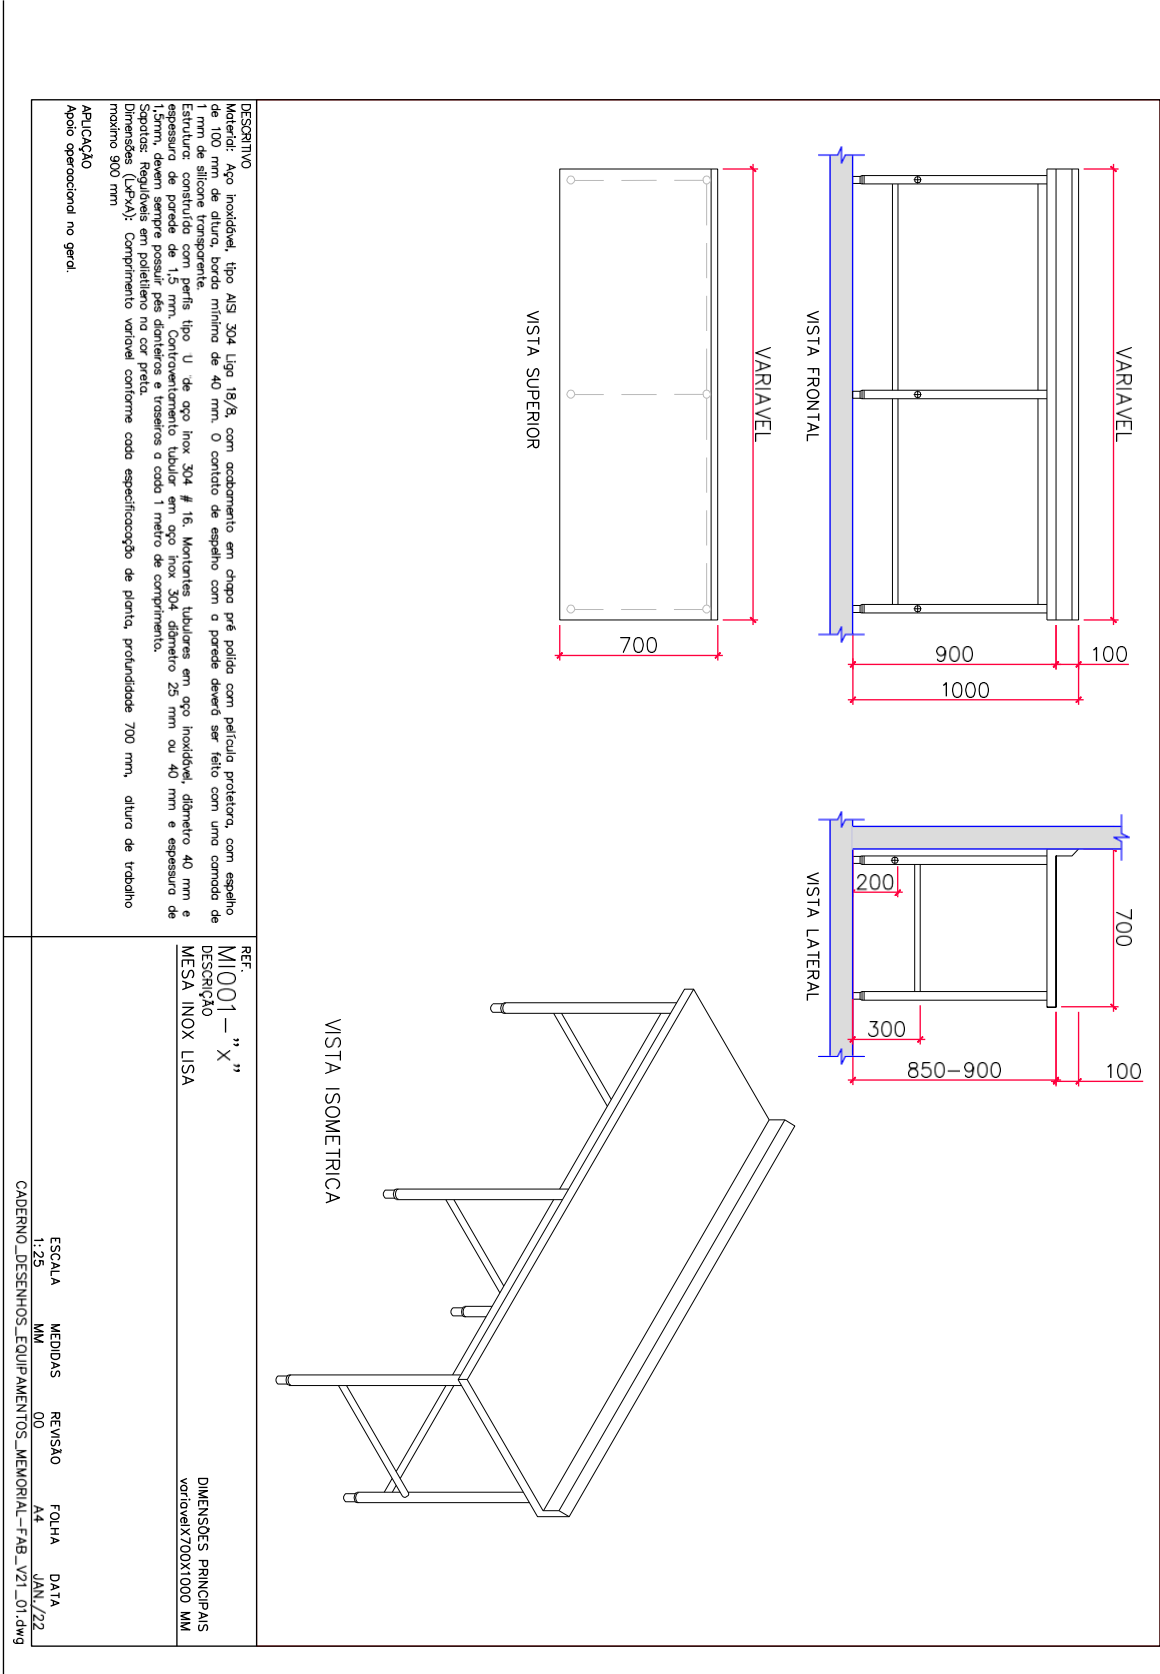 VARIAVEL
100
900
1000
VISTA FRONTAL
VARIAVEL
700
VISTA SUPERIOR
700
200
300
850-900
100
VISTA LATERAL
VISTA ISOMETRICA
DESCRITIVO
Material: Aço inoxidável, tipo AISI 304 Liga 18/8, com acabamento em chapa pré polida com película protetora, com espelho
de 100 mm de altura, borda mínima de 40 mm. O contato de espelho com a parede deverá ser feito com uma camada de
1 mm de silicone transparente.
Estrutura: construída com perfis tipo U de aço inox 304 # 16. Montantes tubulares em aço inoxidável, diâmetro 40 mm e
espessura de parede de 1,5 mm. Contraventamento tubular em aço inox 304 diâmetro 25 mm ou 40 mm e espessura de
1,5mm, devem sempre possuir pés dianteiros e traseiros a cada 1 metro de comprimento.
Sapatas: Reguláveis em polietileno na cor preta.
Dimensões (LxPxA): Comprimento variavel conforme cada especificacação de planta, profundidade 700 mm, altura de trabalho
maximo 900 mm
APLICAÇÃO
Apoio operaocional no geral.
REF.
MI001-"x"
DESCRIÇÃO
MESA INOX LISA
DIMENSÕES PRINCIPAIS
variavelX700X1000 MM
ESCALA MEDIDAS REVISÃO FOLHA DATA
1:25 MM 00 A4 JAN./22
CADERNO_DESENHOS_EQUIPAMENTOS_MEMORIAL-FAB_V21_01.dwg